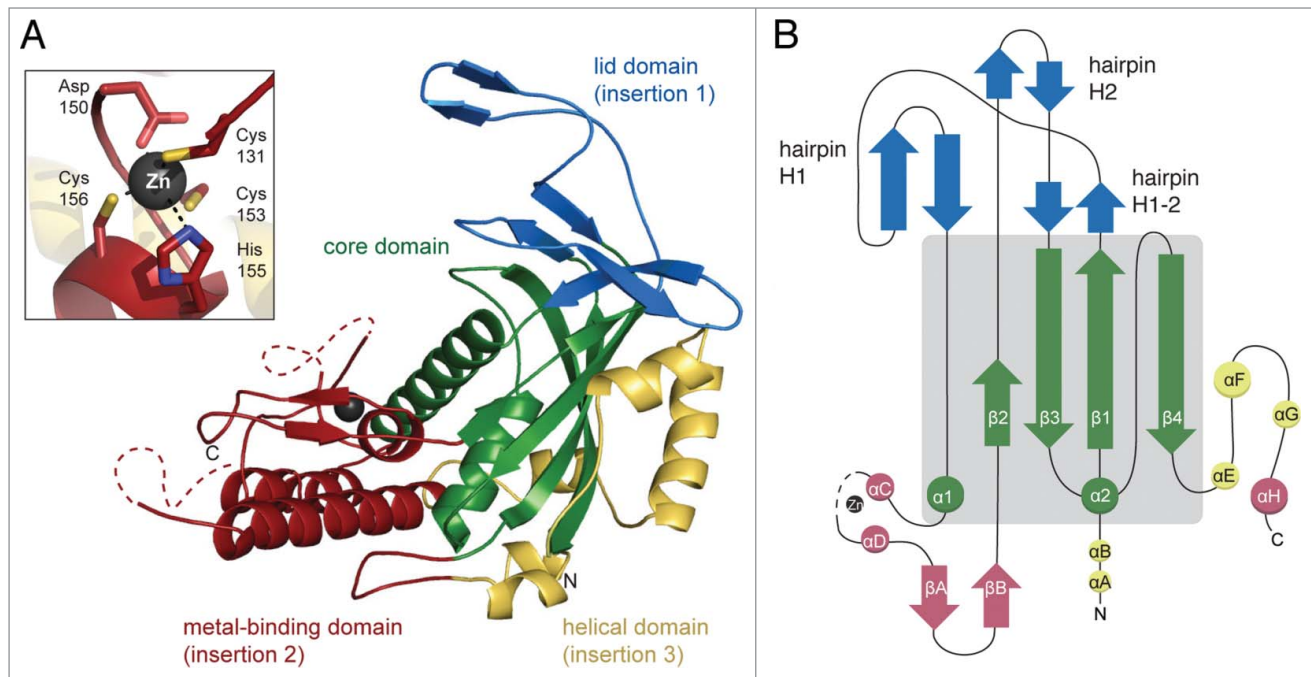 A
Asp
150
Cys
131
Zn
Cys
156
Cys
153
His
155
lid domain
(insertion 1)
core domain
C
N
metal-binding domain
(insertion 2)
helical domain
(insertion 3)
B
hairpin
H2
hairpin
H1
hairpin
H1-2
β2
β3
β1
β4
αF
αG
αE
αC
α1
α2
αH
Zn
αD
C
αB
βA
βB
αA
N